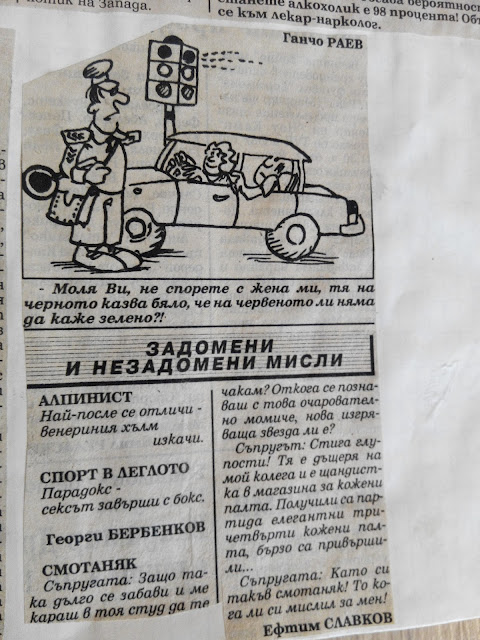 отик на Запада.
станете алкохолик е 98 процента! Об
се към лекар-нарколог.
Ганчо РАЕВ
- Моля Ви, не спорете с жена ми, тя на
черното казва бяло, че на червеното ли няма
да каже зелено?!
ЗАДОМЕНИ
И НЕЗАДОМЕНИ МИСЛИ
АЛПИНИСТ
Най-после се отличи -
венериния хълм
изкачи.
СПОРТ В ЛЕГЛОТО
Парадокс -
сексът завърши с бокс.
Георги БЕРБЕНКОВ
СМОТАНЯК
Съпругата: Защо та-
ка дълго се забави и ме
караш в тоя студ да те
чакам? Откога се позна-
ваш с това очаровател-
но момиче, нова изгря-
ваща звезда ли е?
Съпругът: Стига глу-
пости! Тя е дъщеря на
мой колега и е щандист-
ка в магазина за кожени
палта. Получили са пар-
тида елегантни три-
четвърти кожени пал-
та, бързо са привърши-
ли...
Съпругата: Като си
такъв смотаняк! То ко-
га ли си мислил за мен!
Ефтим СЛАВКОВ